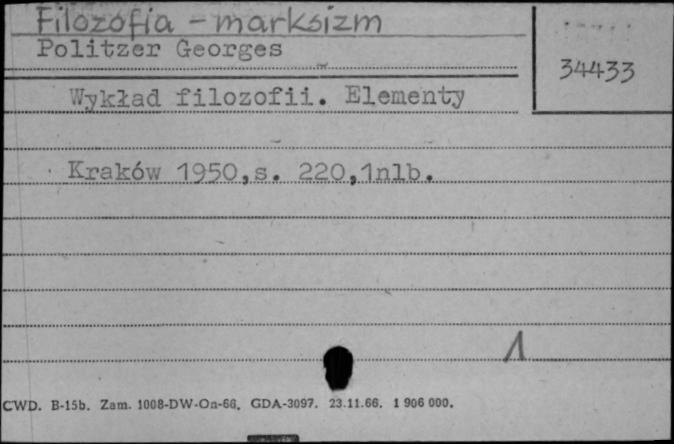 Filozofia - marksizm
Politzer Georges
34433
Wykład filozofii. Elementy
Kraków 1950,s. 220,1nlb.
1
CWD. B-15b. Zam. 1008-DW-On-66. GDA-3097. 23.11.66. 1 906 000.